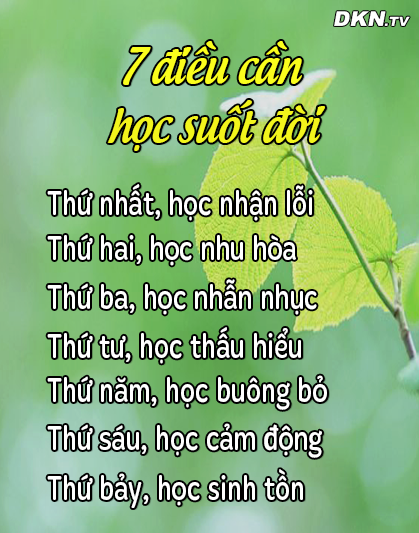 DKN.TV
7 điều cần
học suốt đời
Thứ nhất, học nhận lỗi
Thứ hai, học nhu hòa
Thứ ba, học nhẫn nhục
Thứ tư, học thấu hiểu
Thứ năm, học buông bỏ
Thứ sáu, học cảm động
Thứ bảy, học sinh tồn